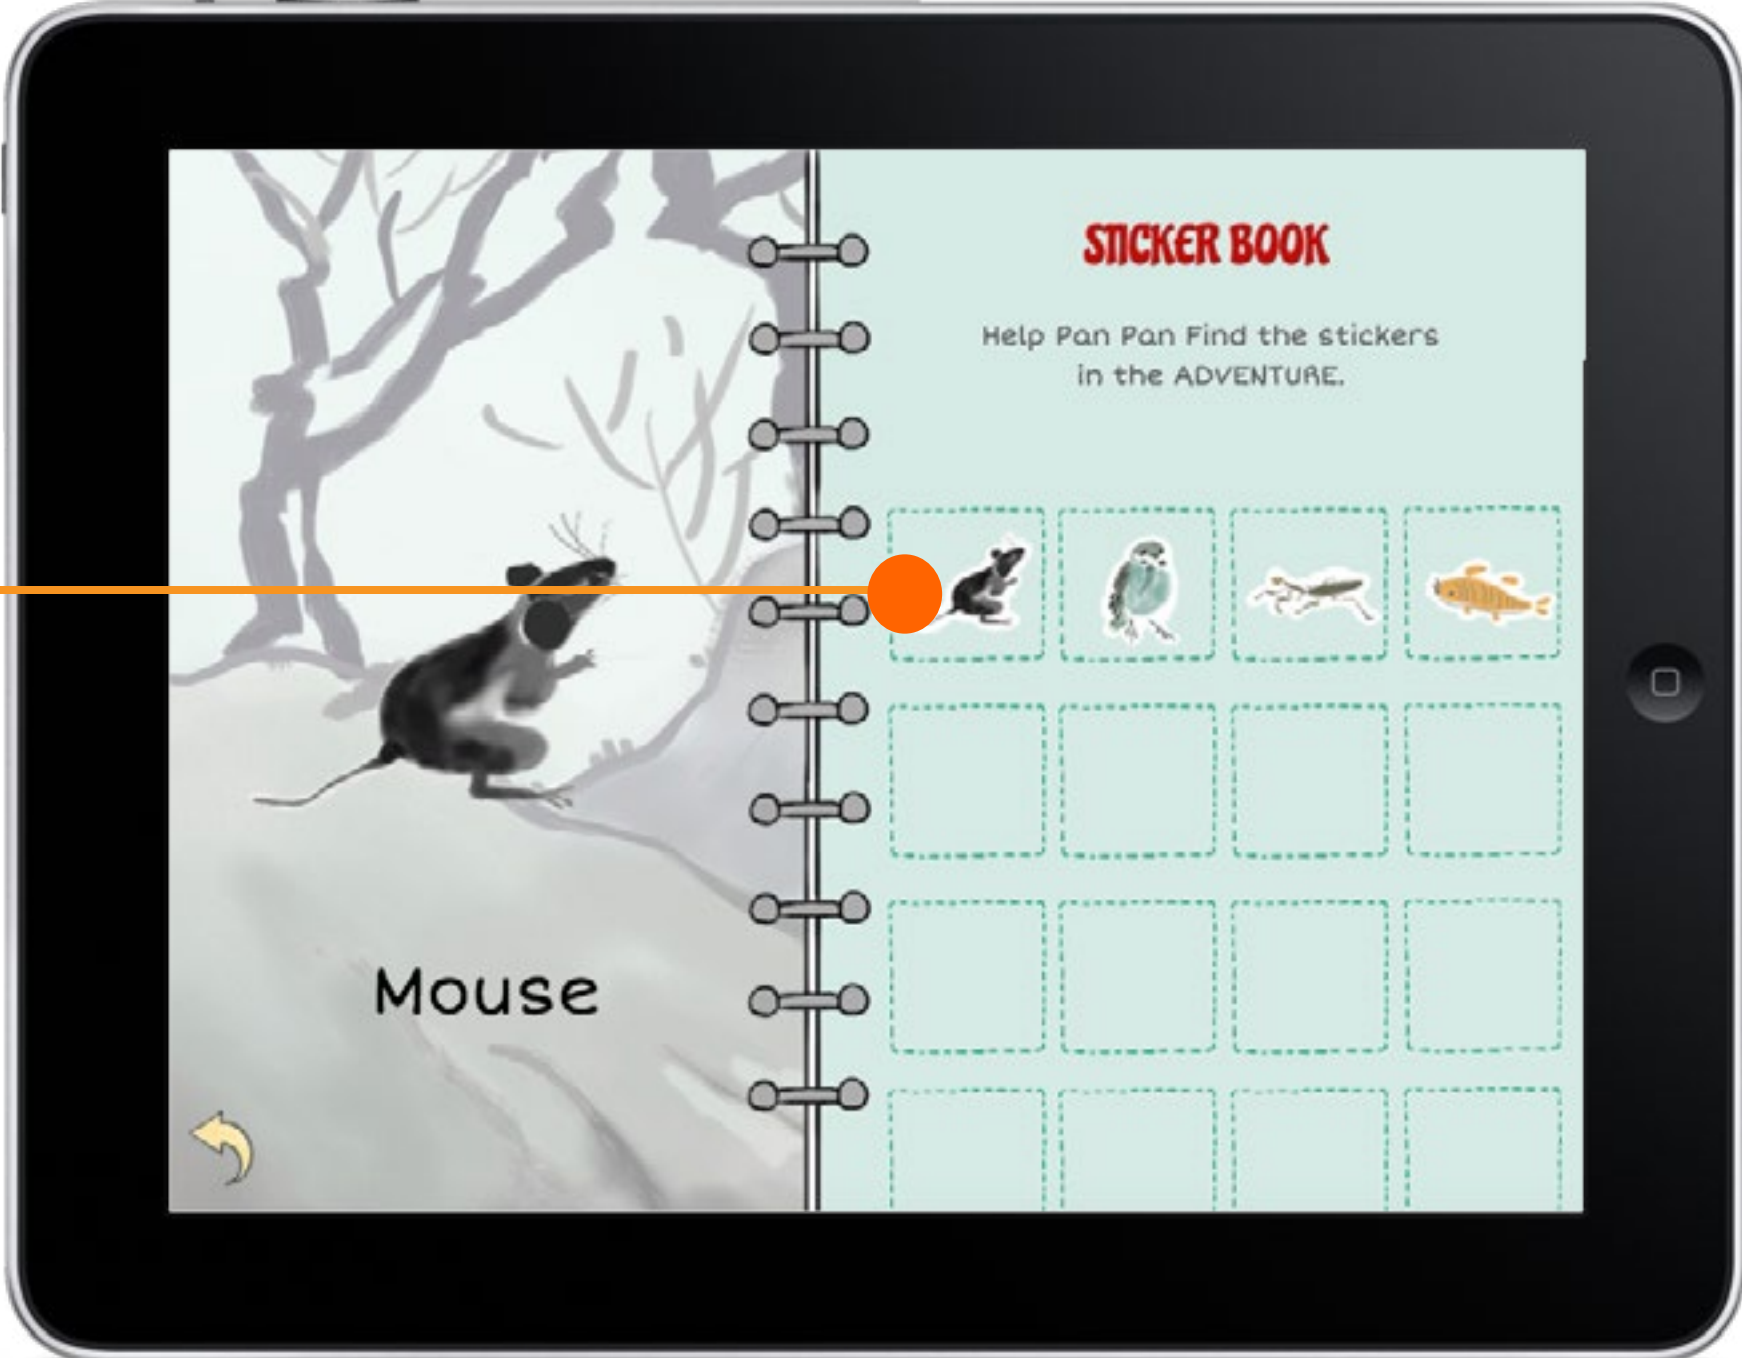 Mouse
STICKER BOOK
Help Pan Pan Find the stickers
in the ADVENTURE.